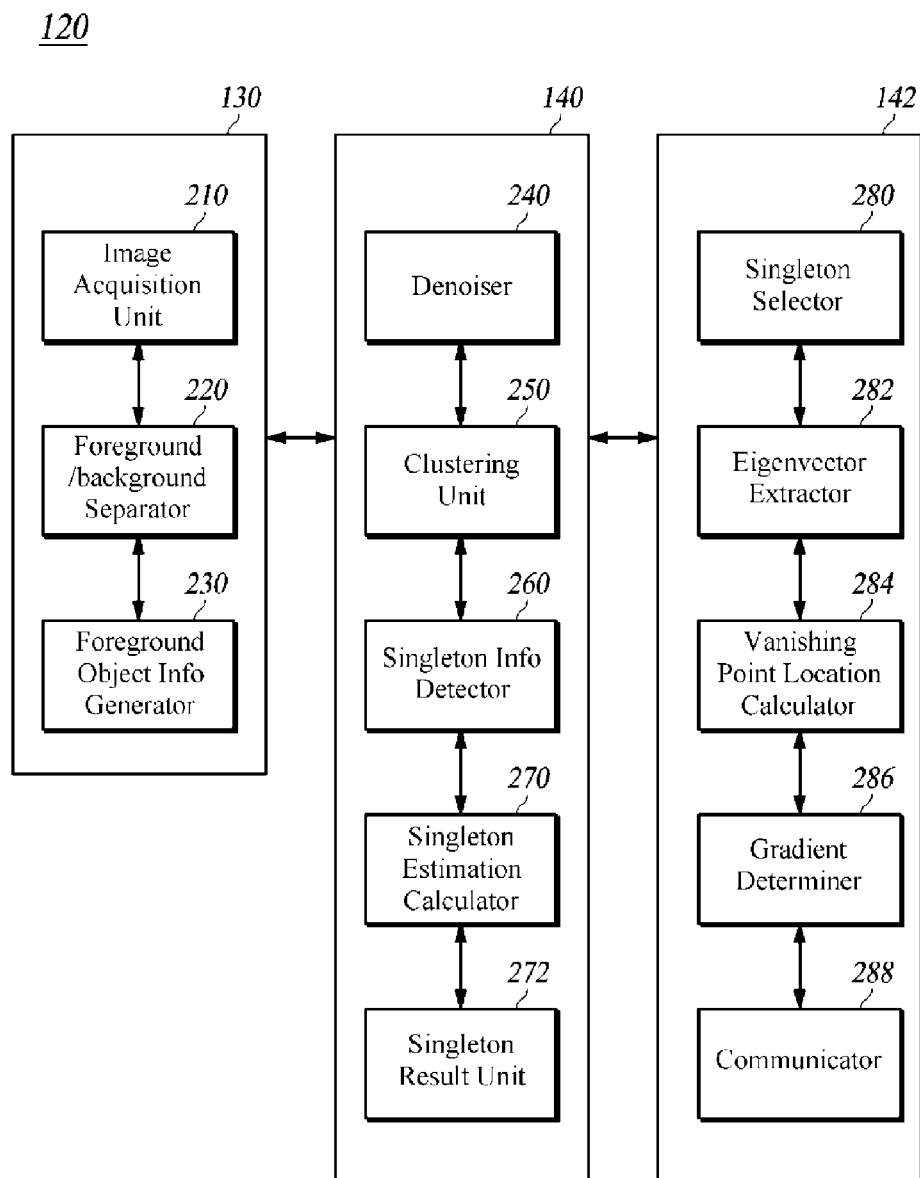 120
130
140
142
210
Image
Acquisition
Unit
220
Foreground
/background
Separator
230
Foreground
Object Info
Generator
240
Denoiser
250
Clustering
Unit
260
Singleton Info
Detector
270
Singleton
Estimation
Calculator
272
Singleton
Result Unit
280
Singleton
Selector
282
Eigenvector
Extractor
284
Vanishing
Point Location
Calculator
286
Gradient
Determiner
288
Communicator